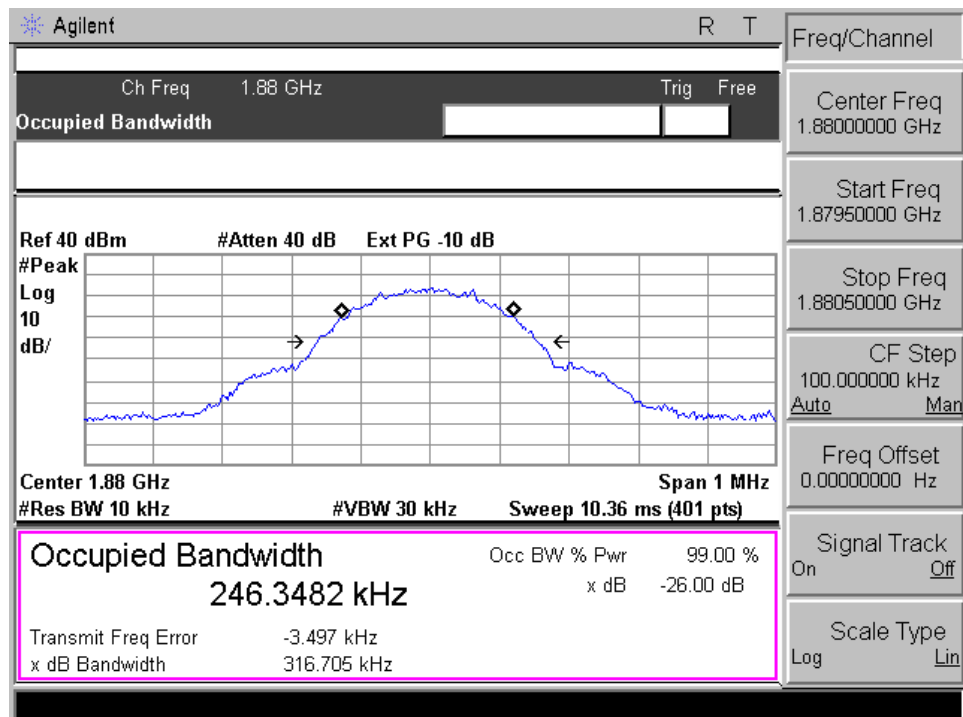 Agilent R T
Ch Freq 1.88 GHz Trig Free
Occupied Bandwidth
Ref 40 dBm #Atten 40 dB Ext PG -10 dB
#Peak
Log
10
dB/
Center 1.88 GHz Span 1 MHz
#Res BW 10 kHz #VBW 30 kHz Sweep 10.36 ms (401 pts)
Occupied Bandwidth Occ BW % Pwr 99.00 %
246.3482 kHz x dB -26.00 dB
Transmit Freq Error -3.497 kHz
x dB Bandwidth 316.705 kHz
Freq/Channel
Center Freq
1.88000000 GHz
Start Freq
1.87950000 GHz
Stop Freq
1.88050000 GHz
CF Step
100.000000 kHz
Auto Man
Freq Offset
0.00000000 Hz
Signal Track
On Off
Scale Type
Log Lin